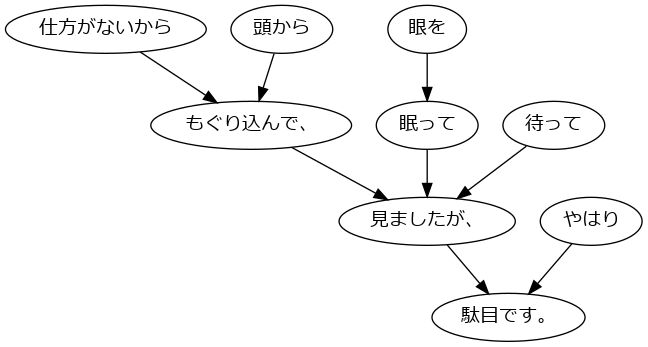 仕方がないから 頭から 眼を
もぐり込んで、 眠って 待って
見ましたが、 やはり
駄目です。